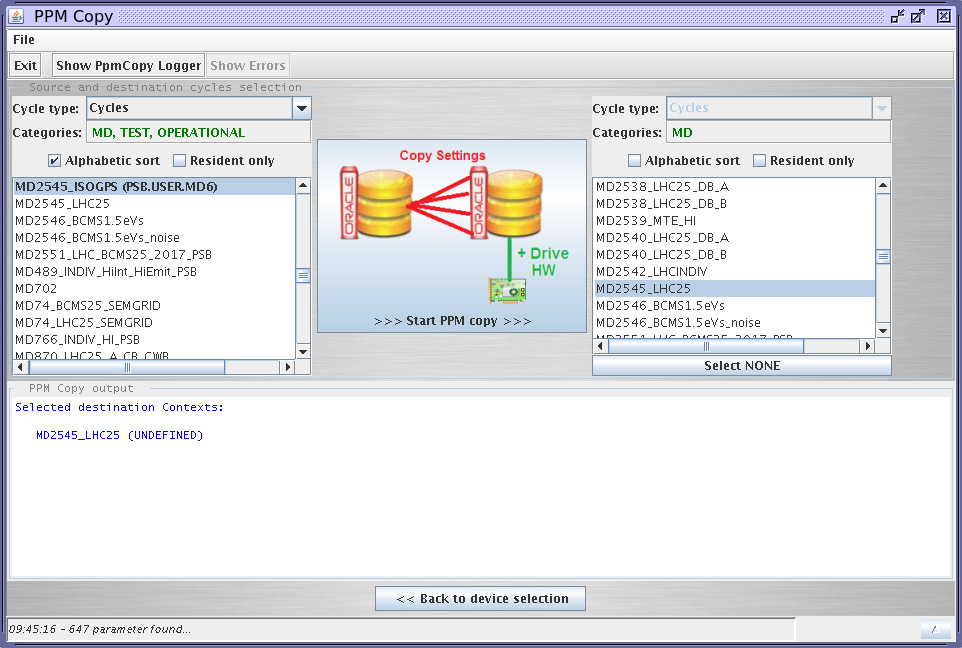 PPM Copy
File
Exit
Show PpmCopy Logger
Show Errors
Source and destination cycles selection
Cycle type: Cycles
Categories: MD, TEST, OPERATIONAL
Alphabetic sort
Resident only
MD2545_ISOGPS (PSB.USER.MD6)
MD2545_LHC25
MD2546_BCMS1.5eVs
MD2546_BCMS1.5eVs_noise
MD2551_LHC_BCMS25_2017_PSB
MD489_INDIV_HiInt_HiEmit_PSB
MD702
MD74_BCMS25_SEMGRID
MD74_LHC25_SEMGRID
MD766_INDIV_HI_PSB
MD870_LHC25_A_CB_CWB
Copy Settings
ORACLE
ORACLE
+ Drive
HW
>>> Start PPM copy >>>
Cycle type: Cycles
Categories: MD
Alphabetic sort
Resident only
MD2538_LHC25_DB_A
MD2538_LHC25_DB_B
MD2539_MTE_HI
MD2540_LHC25_DB_A
MD2540_LHC25_DB_B
MD2542_LHCINDIV
MD2545_LHC25
MD2546_BCMS1.5eVs
MD2546_BCMS1.5eVs_noise
MD2551_LHC_BCMS25_2017_PSB
Select NONE
PPM Copy output
Selected destination Contexts:
MD2545_LHC25 (UNDEFINED)
<< Back to device selection
09:45:16 - 647 parameter found...
/